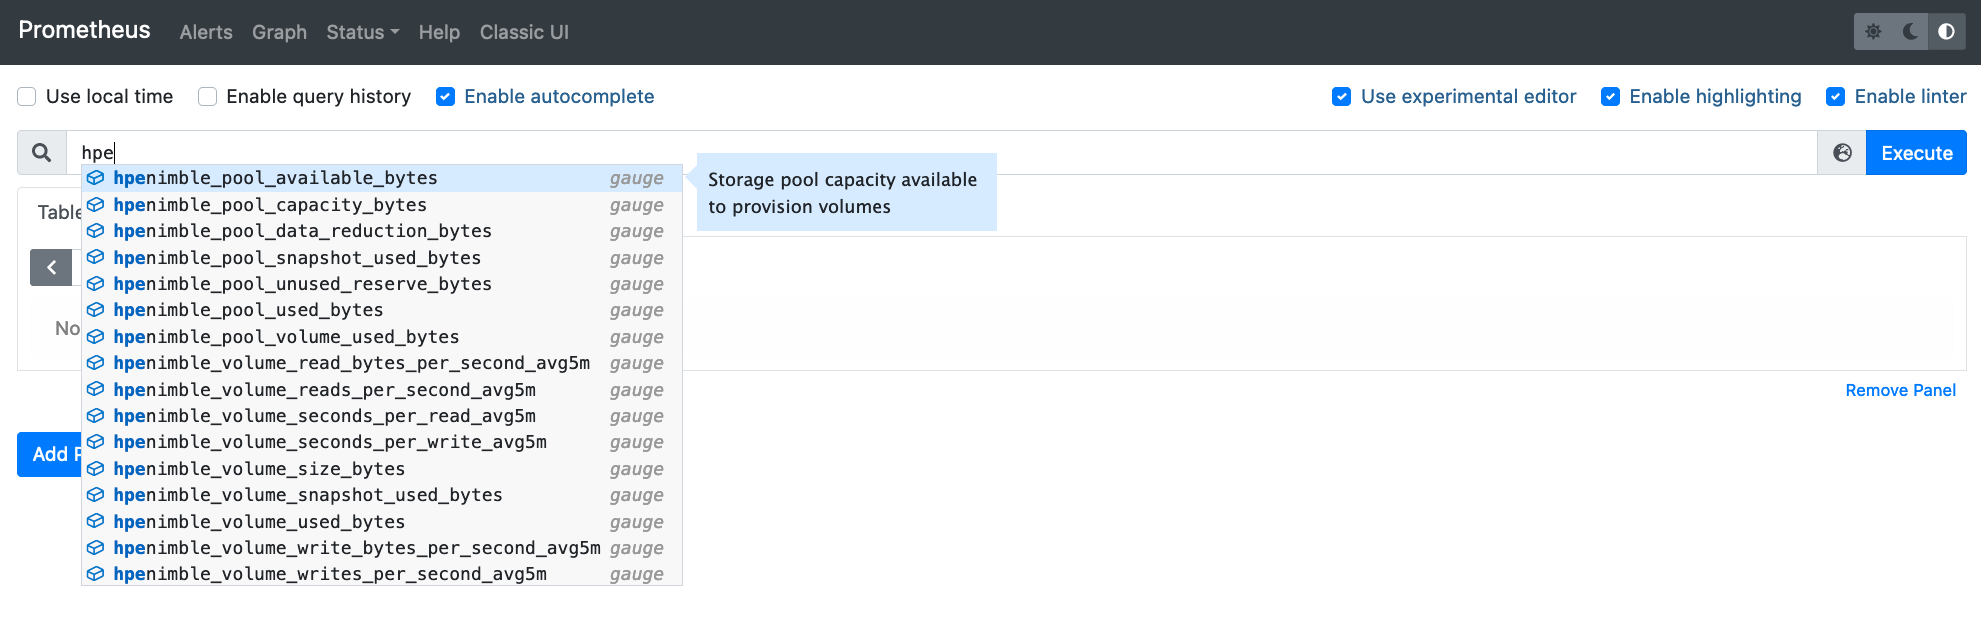 Prometheus Alerts Graph Status Help Classic UI
Use local time Enable query history Enable autocomplete Use experimental editor Enable highlighting Enable linter
hpe Execute
hpenimble_pool_available_bytes gauge
Storage pool capacity available
to provision volumes
Table
hpenimble_pool_capacity_bytes gauge
hpenimble_pool_data_reduction_bytes gauge
hpenimble_pool_snapshot_used_bytes gauge
hpenimble_pool_unused_reserve_bytes gauge
hpenimble_pool_used_bytes gauge
No
hpenimble_pool_volume_used_bytes gauge
hpenimble_volume_read_bytes_per_second_avg5m gauge
hpenimble_volume_reads_per_second_avg5m gauge
Remove Panel
hpenimble_volume_seconds_per_read_avg5m gauge
hpenimble_volume_seconds_per_write_avg5m gauge
Add
hpenimble_volume_size_bytes gauge
hpenimble_volume_snapshot_used_bytes gauge
hpenimble_volume_used_bytes gauge
hpenimble_volume_write_bytes_per_second_avg5m gauge
hpenimble_volume_writes_per_second_avg5m gauge